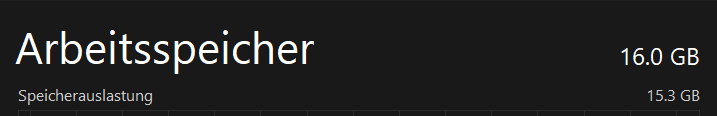 Arbeitsspeicher 16.0 GB
Speicherauslastung 15.3 GB